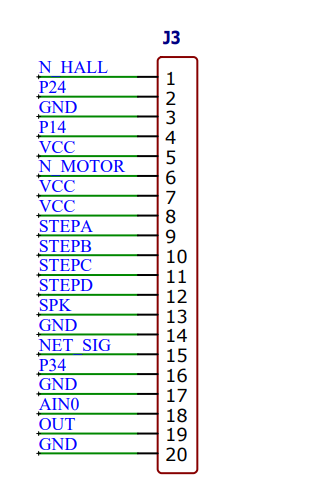 J3
N_HALL 1
P24 2
GND 3
P14 4
VCC 5
N_MOTOR 6
VCC 7
VCC 8
STEPA 9
STEPB 10
STEPC 11
STEPD 12
SPK 13
GND 14
NET_SIG 15
P34 16
GND 17
AIN0 18
OUT 19
GND 20